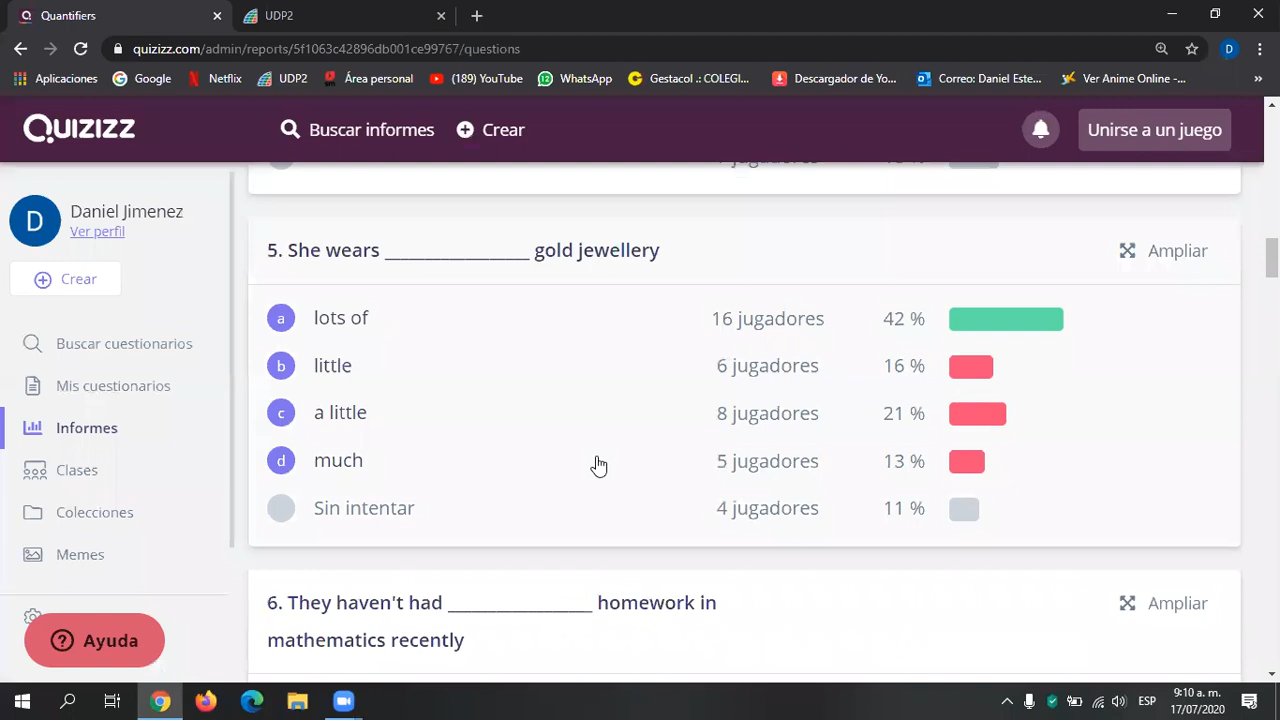 Quantifiers
UDP2
quizizz.com/admin/reports/5f1063c42896db001ce99767/questions
D
Aplicaciones
Google
Netflix
UDP2
Área personal
(189) YouTube
WhatsApp
Gestacol .: COLEGI...
Descargador de Yo...
Correo: Daniel Este...
Ver Anime Online -...
»
QUIZIZZ
Buscar informes
Crear
Unirse a un juego
D
Daniel Jimenez
Ver perfil
Crear
Buscar cuestionarios
Mis cuestionarios
Informes
Clases
Colecciones
Memes
Ayuda
5. She wears ________________ gold jewellery
Ampliar
a lots of 16 jugadores 42 %
b little 6 jugadores 16 %
c a little 8 jugadores 21 %
d much 5 jugadores 13 %
Sin intentar 4 jugadores 11 %
6. They haven't had ________________ homework in
mathematics recently
Ampliar
ESP
9:10 a. m.
17/07/2020